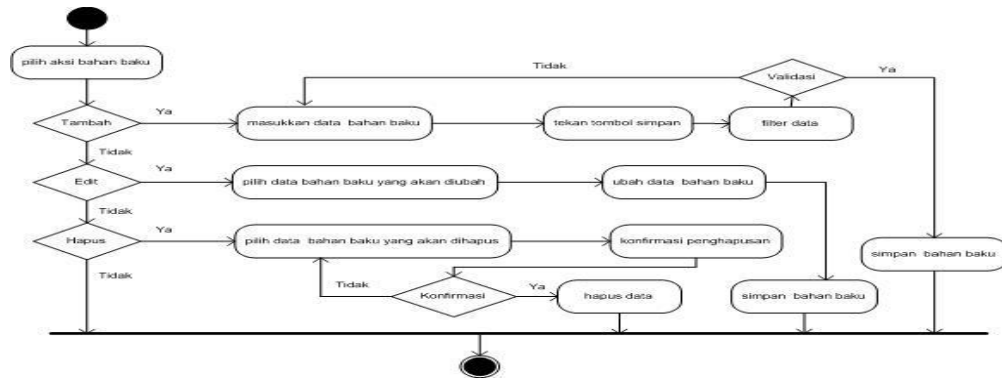 pilih aksi bahan baku
Tidak
Validasi
Ya
Tambah
Ya
masukkan data bahan baku
tekan tombol simpan
filter data
Tidak
Edit
Ya
pilih data bahan baku yang akan diubah
ubah data bahan baku
Tidak
Hapus
Ya
pilih data bahan baku yang akan dihapus
konfirmasi penghapusan
simpan bahan baku
Tidak
Tidak
Konfirmasi
Ya
hapus data
simpan bahan baku